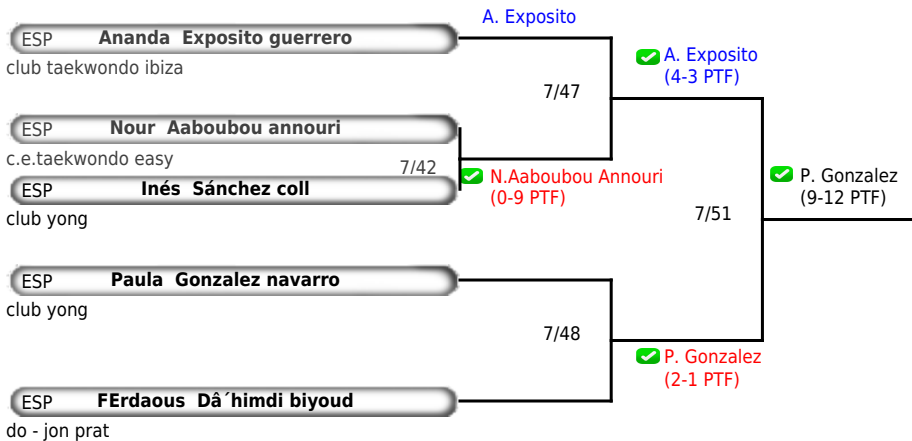 A. Exposito
ESP Ananda Exposito guerrero
club taekwondo ibiza
A. Exposito
(4-3 PTF)
7/47
ESP Nour Aaboubou annouri
c.e.taekwondo easy
7/42
N.Aaboubou Annouri
(0-9 PTF)
ESP Inés Sánchez coll
club yong
P. Gonzalez
(9-12 PTF)
7/51
ESP Paula Gonzalez navarro
club yong
7/48
P. Gonzalez
(2-1 PTF)
ESP FErdaous Dâ´himdi biyoud
do - jon prat